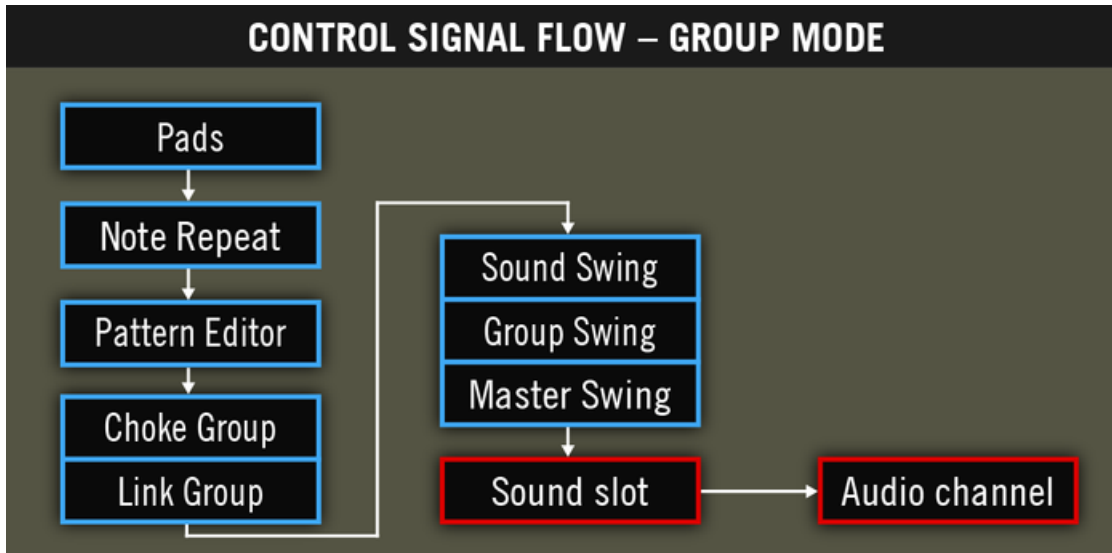 CONTROL SIGNAL FLOW – GROUP MODE
Pads
Note Repeat
Pattern Editor
Choke Group
Link Group
Sound Swing
Group Swing
Master Swing
Sound slot
Audio channel